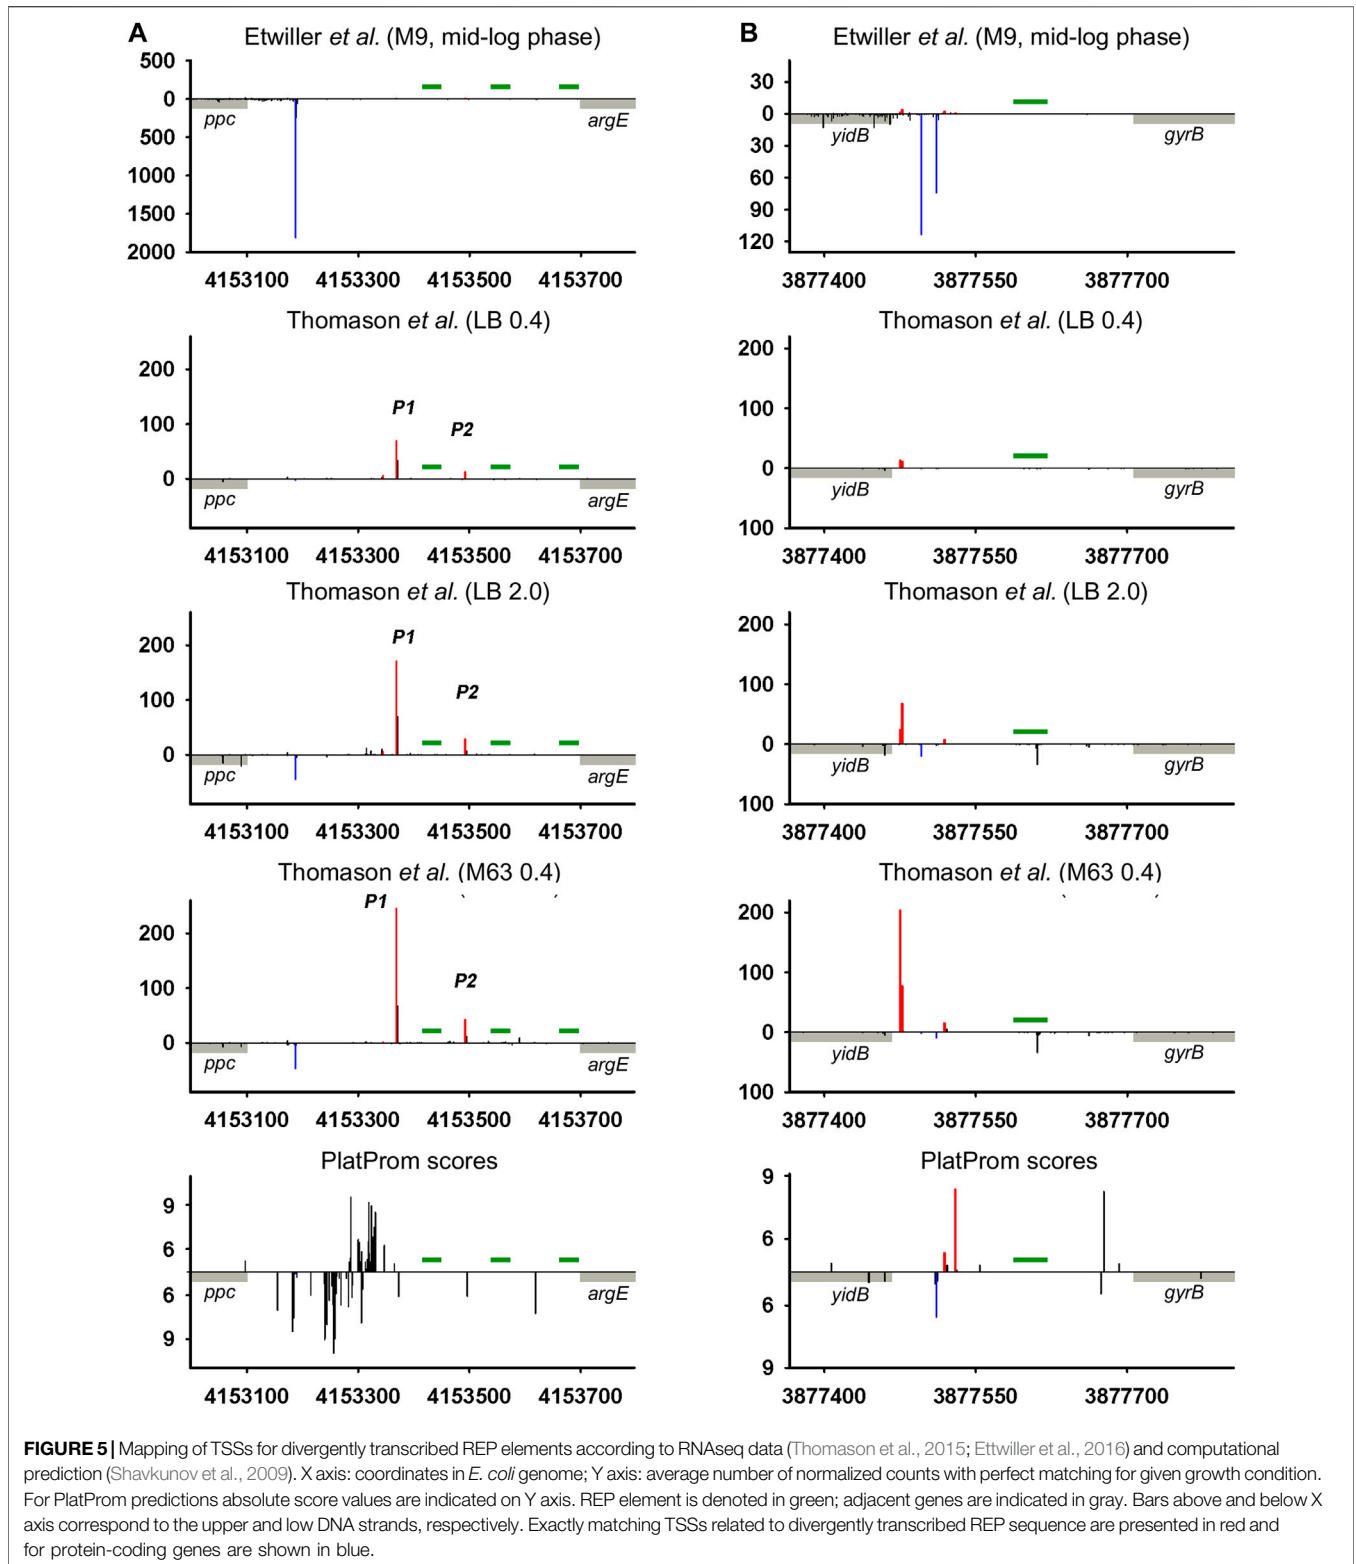 A
Etwiller et al. (M9, mid-log phase)
500
0
500
1000
1500
2000
ppc
argE
4153100 4153300 4153500 4153700
Thomason et al. (LB 0.4)
200
100
0
P1
P2
ppc
argE
4153100 4153300 4153500 4153700
Thomason et al. (LB 2.0)
200
100
0
P1
P2
ppc
argE
4153100 4153300 4153500 4153700
Thomason et al. (M63 0.4)
200
100
0
P1
P2
ppc
argE
4153100 4153300 4153500 4153700
PlatProm scores
9
6
6
9
ppc
argE
4153100 4153300 4153500 4153700
B
Etwiller et al. (M9, mid-log phase)
30
0
30
60
90
120
yidB
gyrB
3877400 3877550 3877700
Thomason et al. (LB 0.4)
200
100
0
100
yidB
gyrB
3877400 3877550 3877700
Thomason et al. (LB 2.0)
200
100
0
100
yidB
gyrB
3877400 3877550 3877700
Thomason et al. (M63 0.4)
200
100
0
100
yidB
gyrB
3877400 3877550 3877700
PlatProm scores
9
6
6
9
yidB
gyrB
3877400 3877550 3877700
FIGURE 5 | Mapping of TSSs for divergently transcribed REP elements according to RNAseq data (Thomason et al., 2015; Ettwiller et al., 2016) and computational
prediction (Shavkunov et al., 2009). X axis: coordinates in E. coli genome; Y axis: average number of normalized counts with perfect matching for given growth condition.
For PlatProm predictions absolute score values are indicated on Y axis. REP element is denoted in green; adjacent genes are indicated in gray. Bars above and below X
axis correspond to the upper and low DNA strands, respectively. Exactly matching TSSs related to divergently transcribed REP sequence are presented in red and
for protein-coding genes are shown in blue.